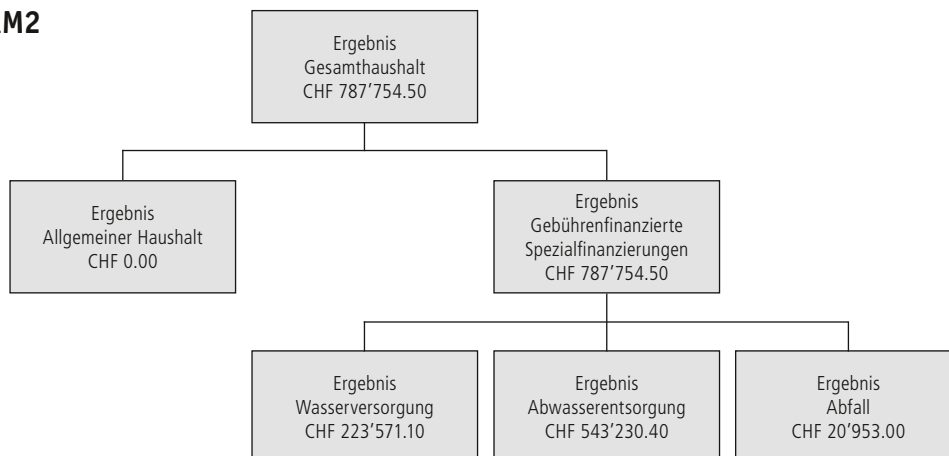 M2
Ergebnis
Gesamthaushalt
CHF 787’754.50
Ergebnis
Allgemeiner Haushalt
CHF 0.00
Ergebnis
Gebührenfinanzierte
Spezialfinanzierungen
CHF 787’754.50
Ergebnis
Wasserversorgung
CHF 223’571.10
Ergebnis
Abwasserentsorgung
CHF 543’230.40
Ergebnis
Abfall
CHF 20’953.00